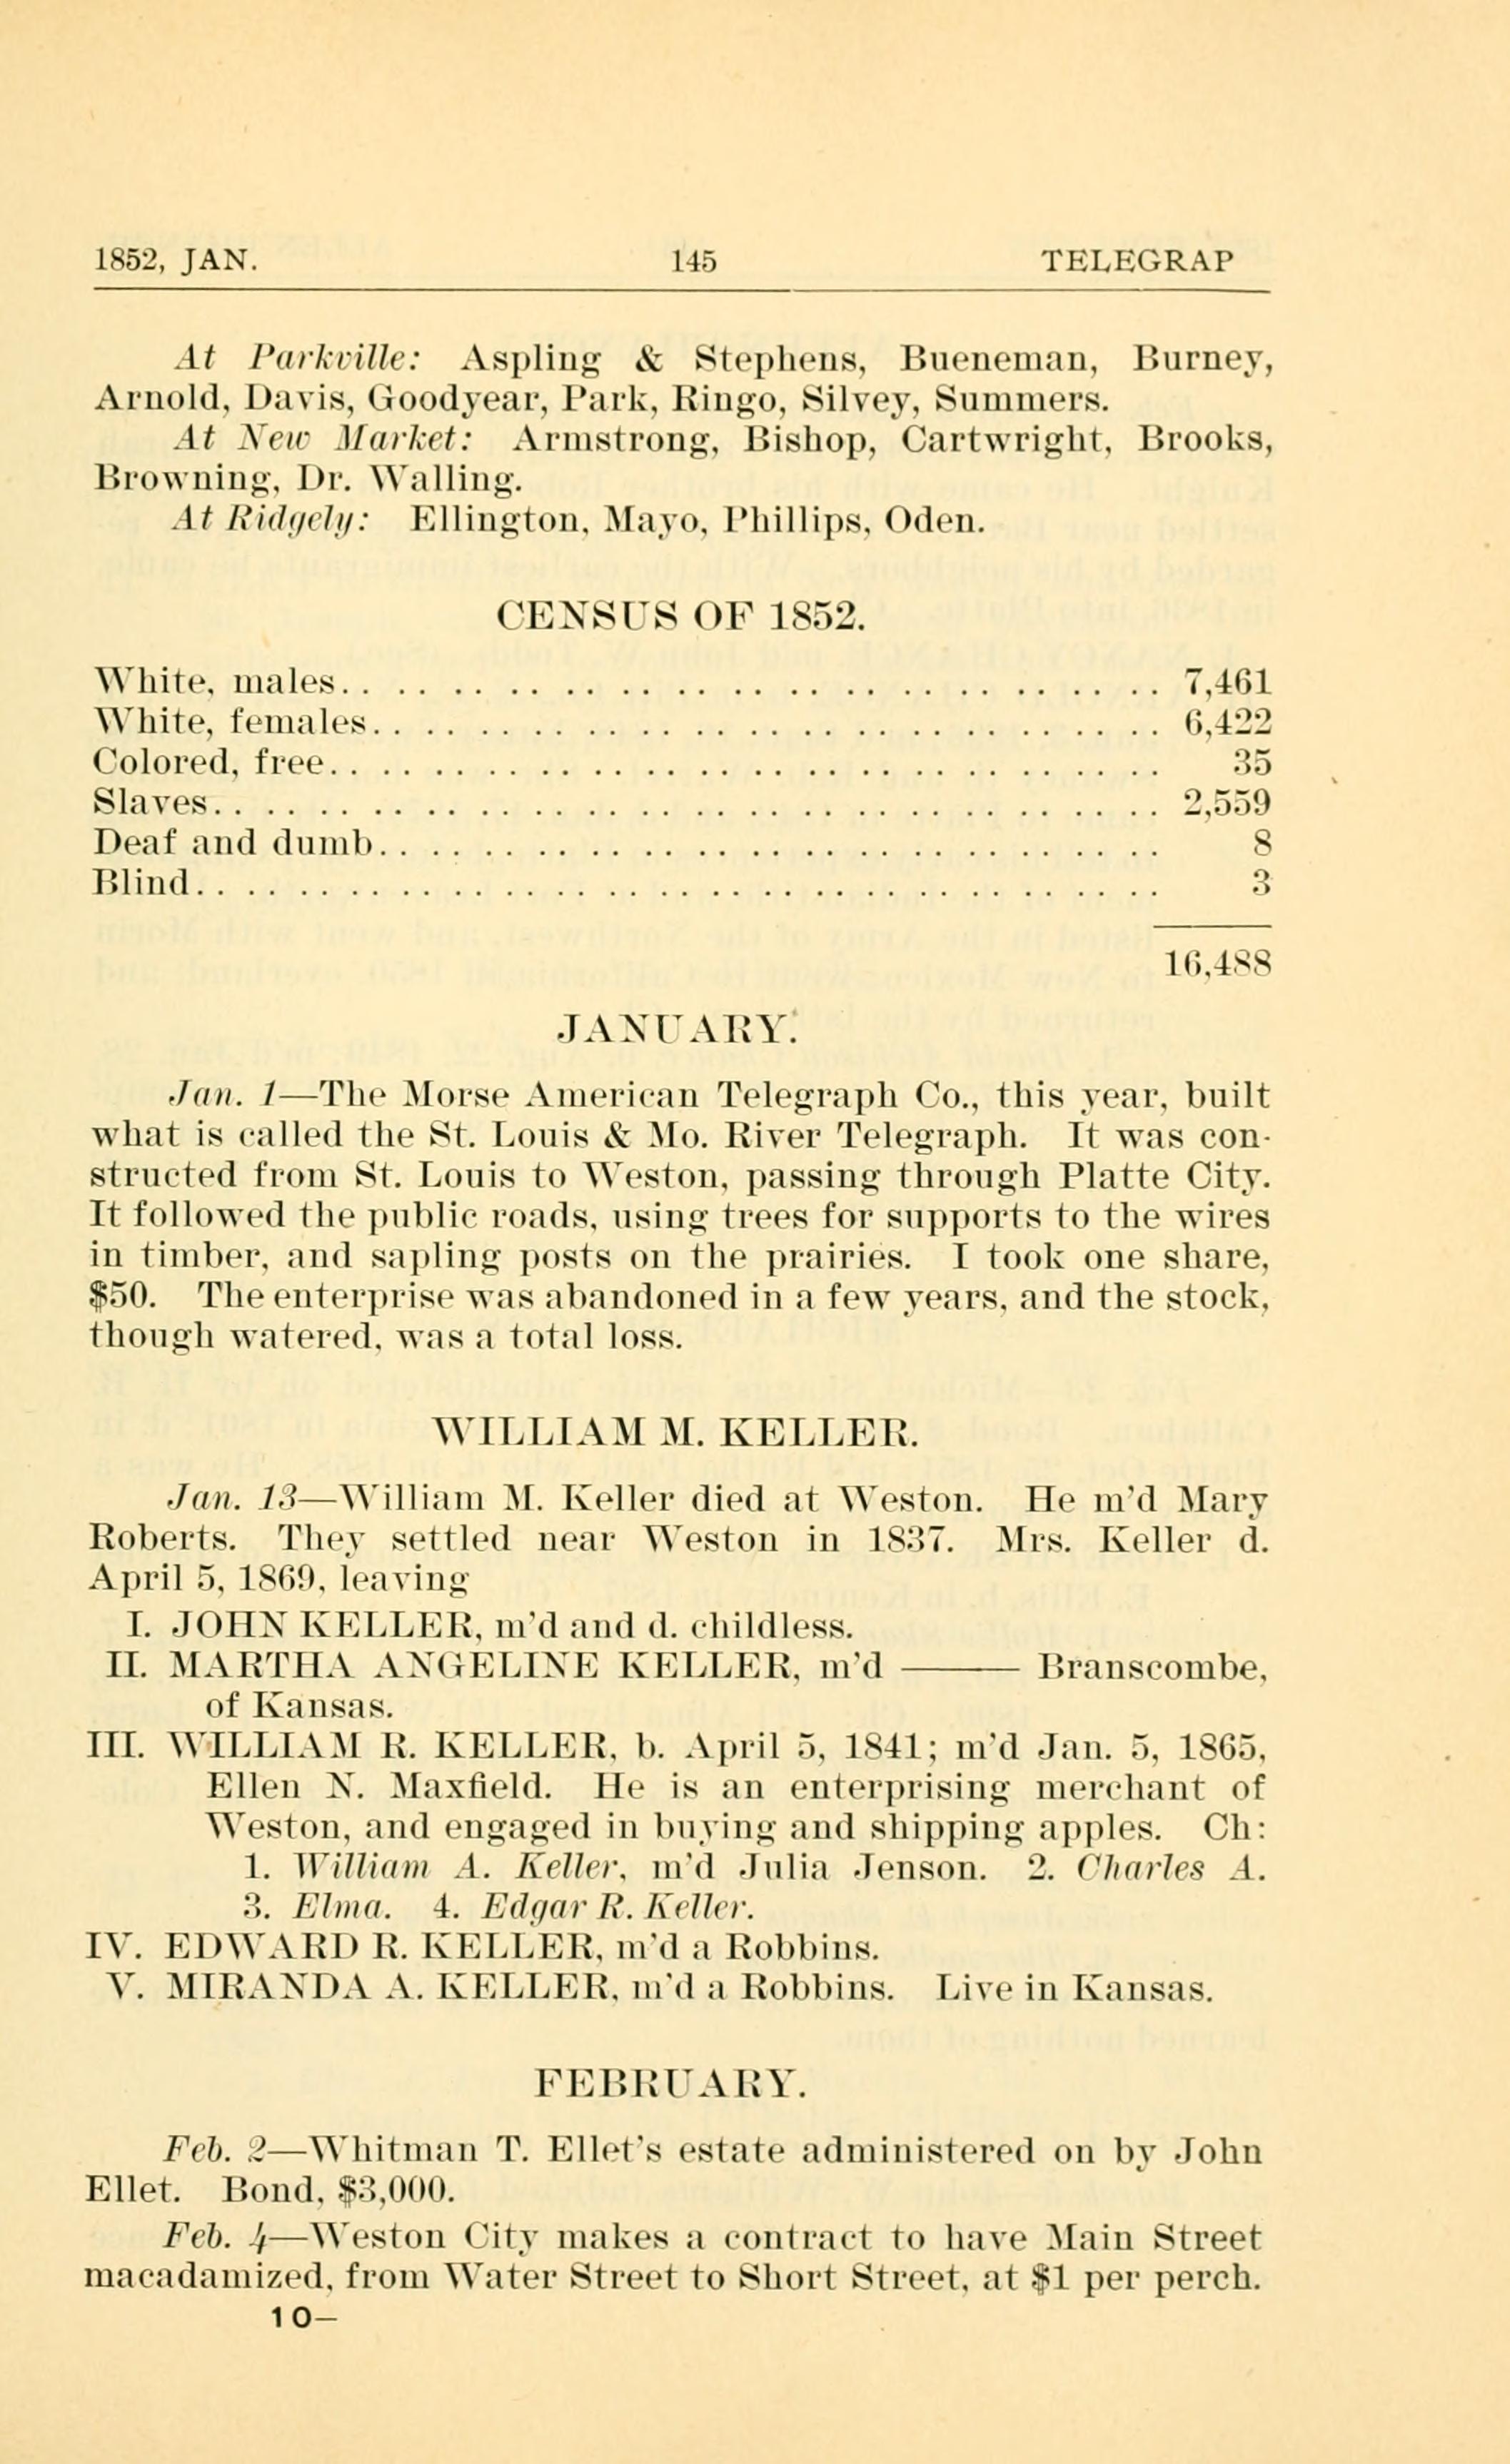 1852, JAN. 145 TELEGRAP
At Parkville: Aspling & Stephens, Bueneman, Burney,
Arnold, Davis, Goodyear, Park, Ringo, Silvey, Summers.
At New Market: Armstrong, Bishop, Cartwright, Brooks,
Browning, Dr. Walling.
At Ridgely: Ellington, Mayo, Phillips, Oden.
CENSUS OF 1852.
White, males. . . . . . . . . . . . . . . . . . . . . . . . 7,461
White, females. . . . . . . . . . . . . . . . . . . . . . . 6,422
Colored, free. . . . . . . . . . . . . . . . . . . . . . . . 35
Slaves. . . . . . . . . . . . . . . . . . . . . . . . . . . 2,559
Deaf and dumb. . . . . . . . . . . . . . . . . . . . . . . 8
Blind. . . . . . . . . . . . . . . . . . . . . . . . . . . . 3
16,488
JANUARY.
Jan. 1—The Morse American Telegraph Co., this year, built
what is called the St. Louis & Mo. River Telegraph. It was con-
structed from St. Louis to Weston, passing through Platte City.
It followed the public roads, using trees for supports to the wires
in timber, and sapling posts on the prairies. I took one share,
$50. The enterprise was abandoned in a few years, and the stock,
though watered, was a total loss.
WILLIAM M. KELLER.
Jan. 13—William M. Keller died at Weston. He m'd Mary
Roberts. They settled near Weston in 1837. Mrs. Keller d.
April 5, 1869, leaving
I. JOHN KELLER, m'd and d. childless.
II. MARTHA ANGELINE KELLER, m'd ——— Branscombe,
of Kansas.
III. WILLIAM R. KELLER, b. April 5, 1841; m'd Jan. 5, 1865,
Ellen N. Maxfield. He is an enterprising merchant of
Weston, and engaged in buying and shipping apples. Ch:
1. William A. Keller, m'd Julia Jenson. 2. Charles A.
3. Elma. 4. Edgar R. Keller.
IV. EDWARD R. KELLER, m'd a Robbins.
V. MIRANDA A. KELLER, m'd a Robbins. Live in Kansas.
FEBRUARY.
Feb. 2—Whitman T. Ellet's estate administered on by John
Ellet. Bond, $3,000.
Feb. 4—Weston City makes a contract to have Main Street
macadamized, from Water Street to Short Street, at $1 per perch.
10—